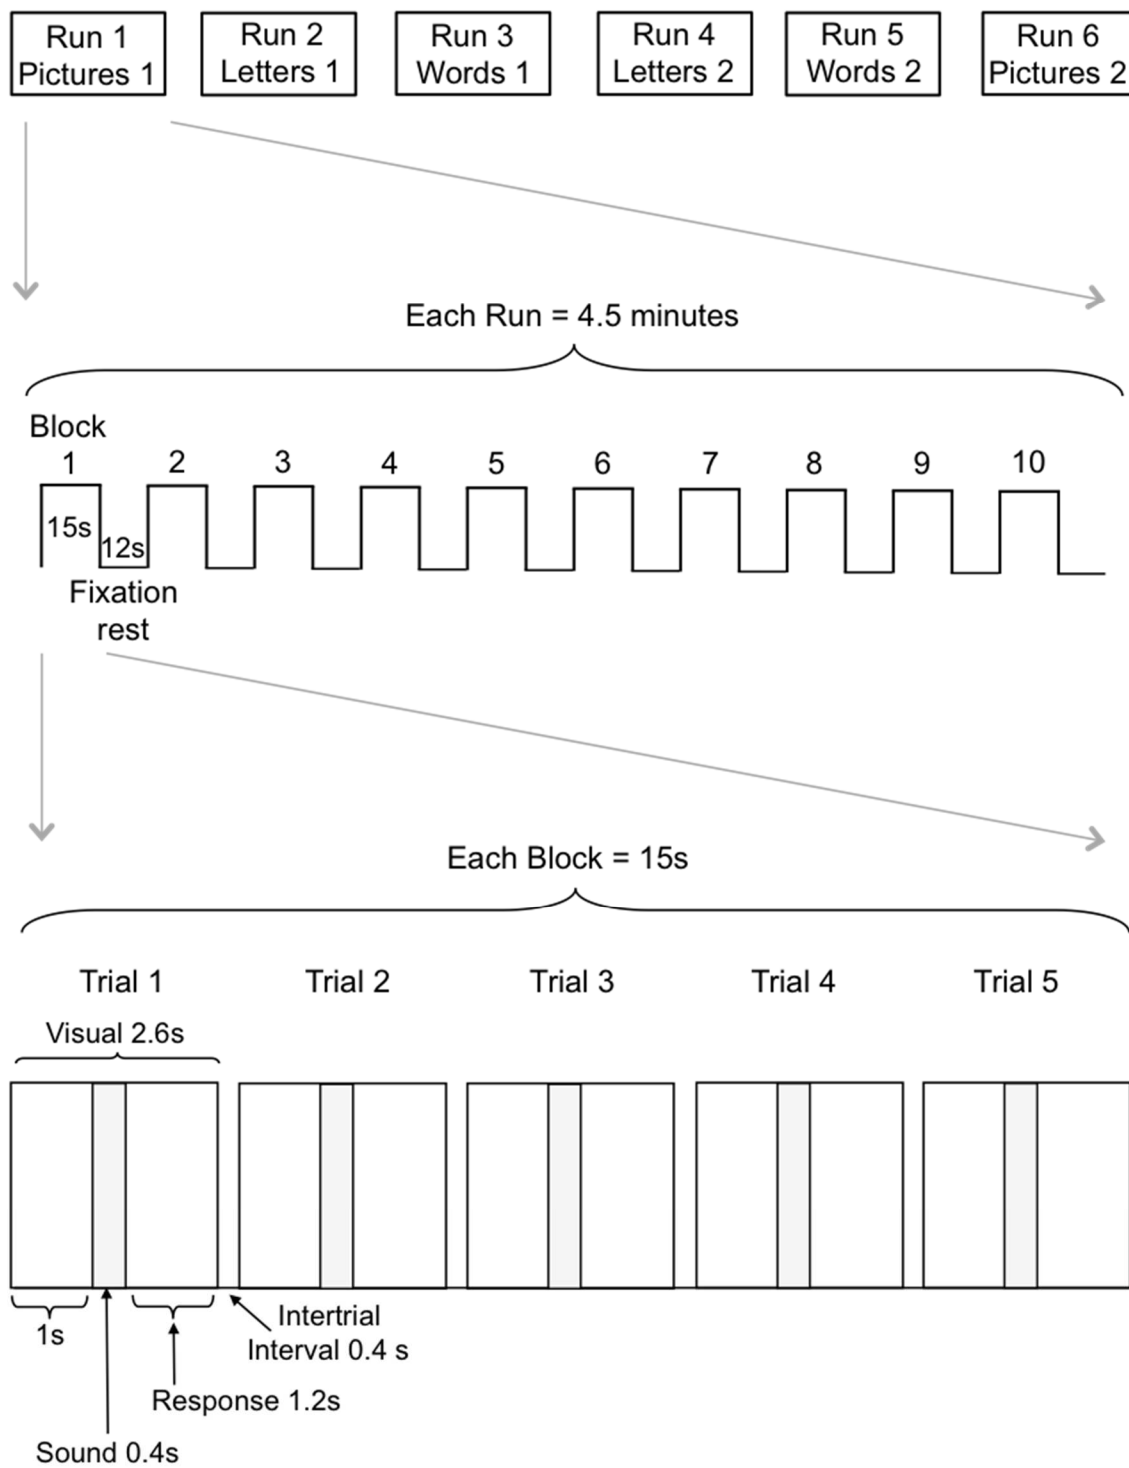 Run 1
Pictures 1
Run 2
Letters 1
Run 3
Words 1
Run 4
Letters 2
Run 5
Words 2
Run 6
Pictures 2
Each Run = 4.5 minutes
Block
1 2 3 4 5 6 7 8 9 10
15s
12s
Fixation
rest
Each Block = 15s
Trial 1 Trial 2 Trial 3 Trial 4 Trial 5
Visual 2.6s
1s
Intertrial
Interval 0.4 s
Response 1.2s
Sound 0.4s